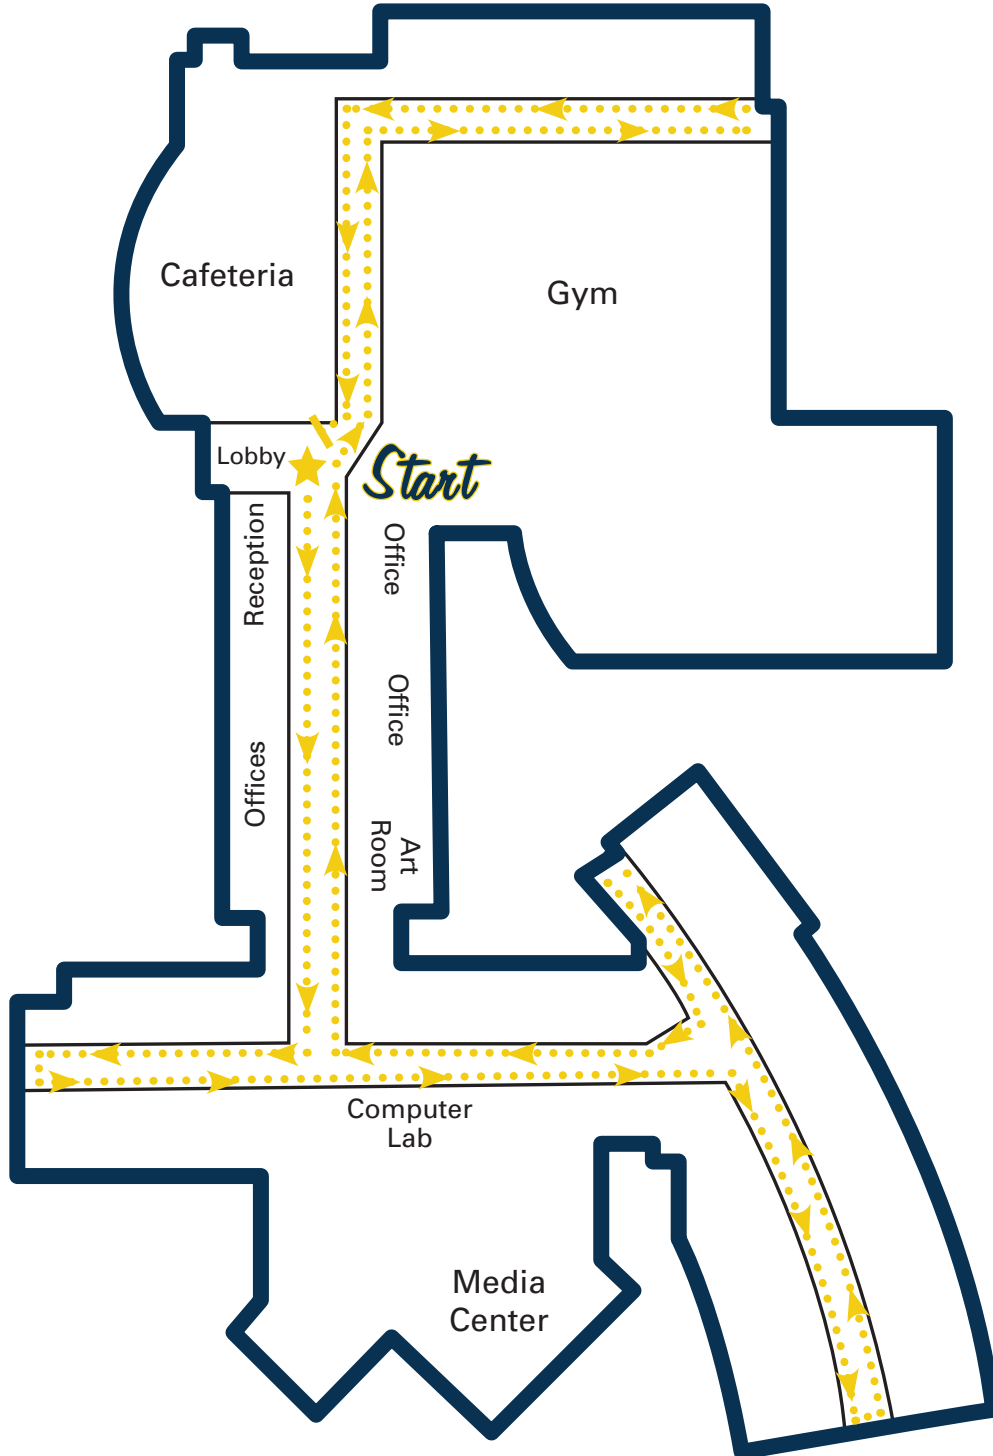 Cafeteria
Gym
Lobby
Start
Reception
Office
Office
Offices
Art
Room
Computer
Lab
Media
Center